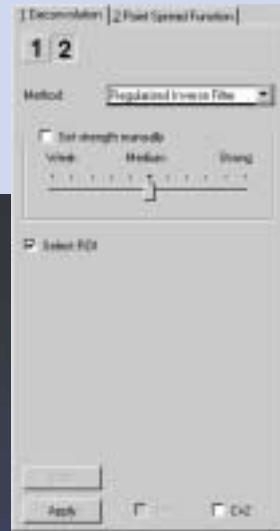 1 Deconvolution 2 Point Spread Function
1 2
Method: Regularized Inverse Filter
Set strength manually
Weak Medium Strong
Select ROI
Apply